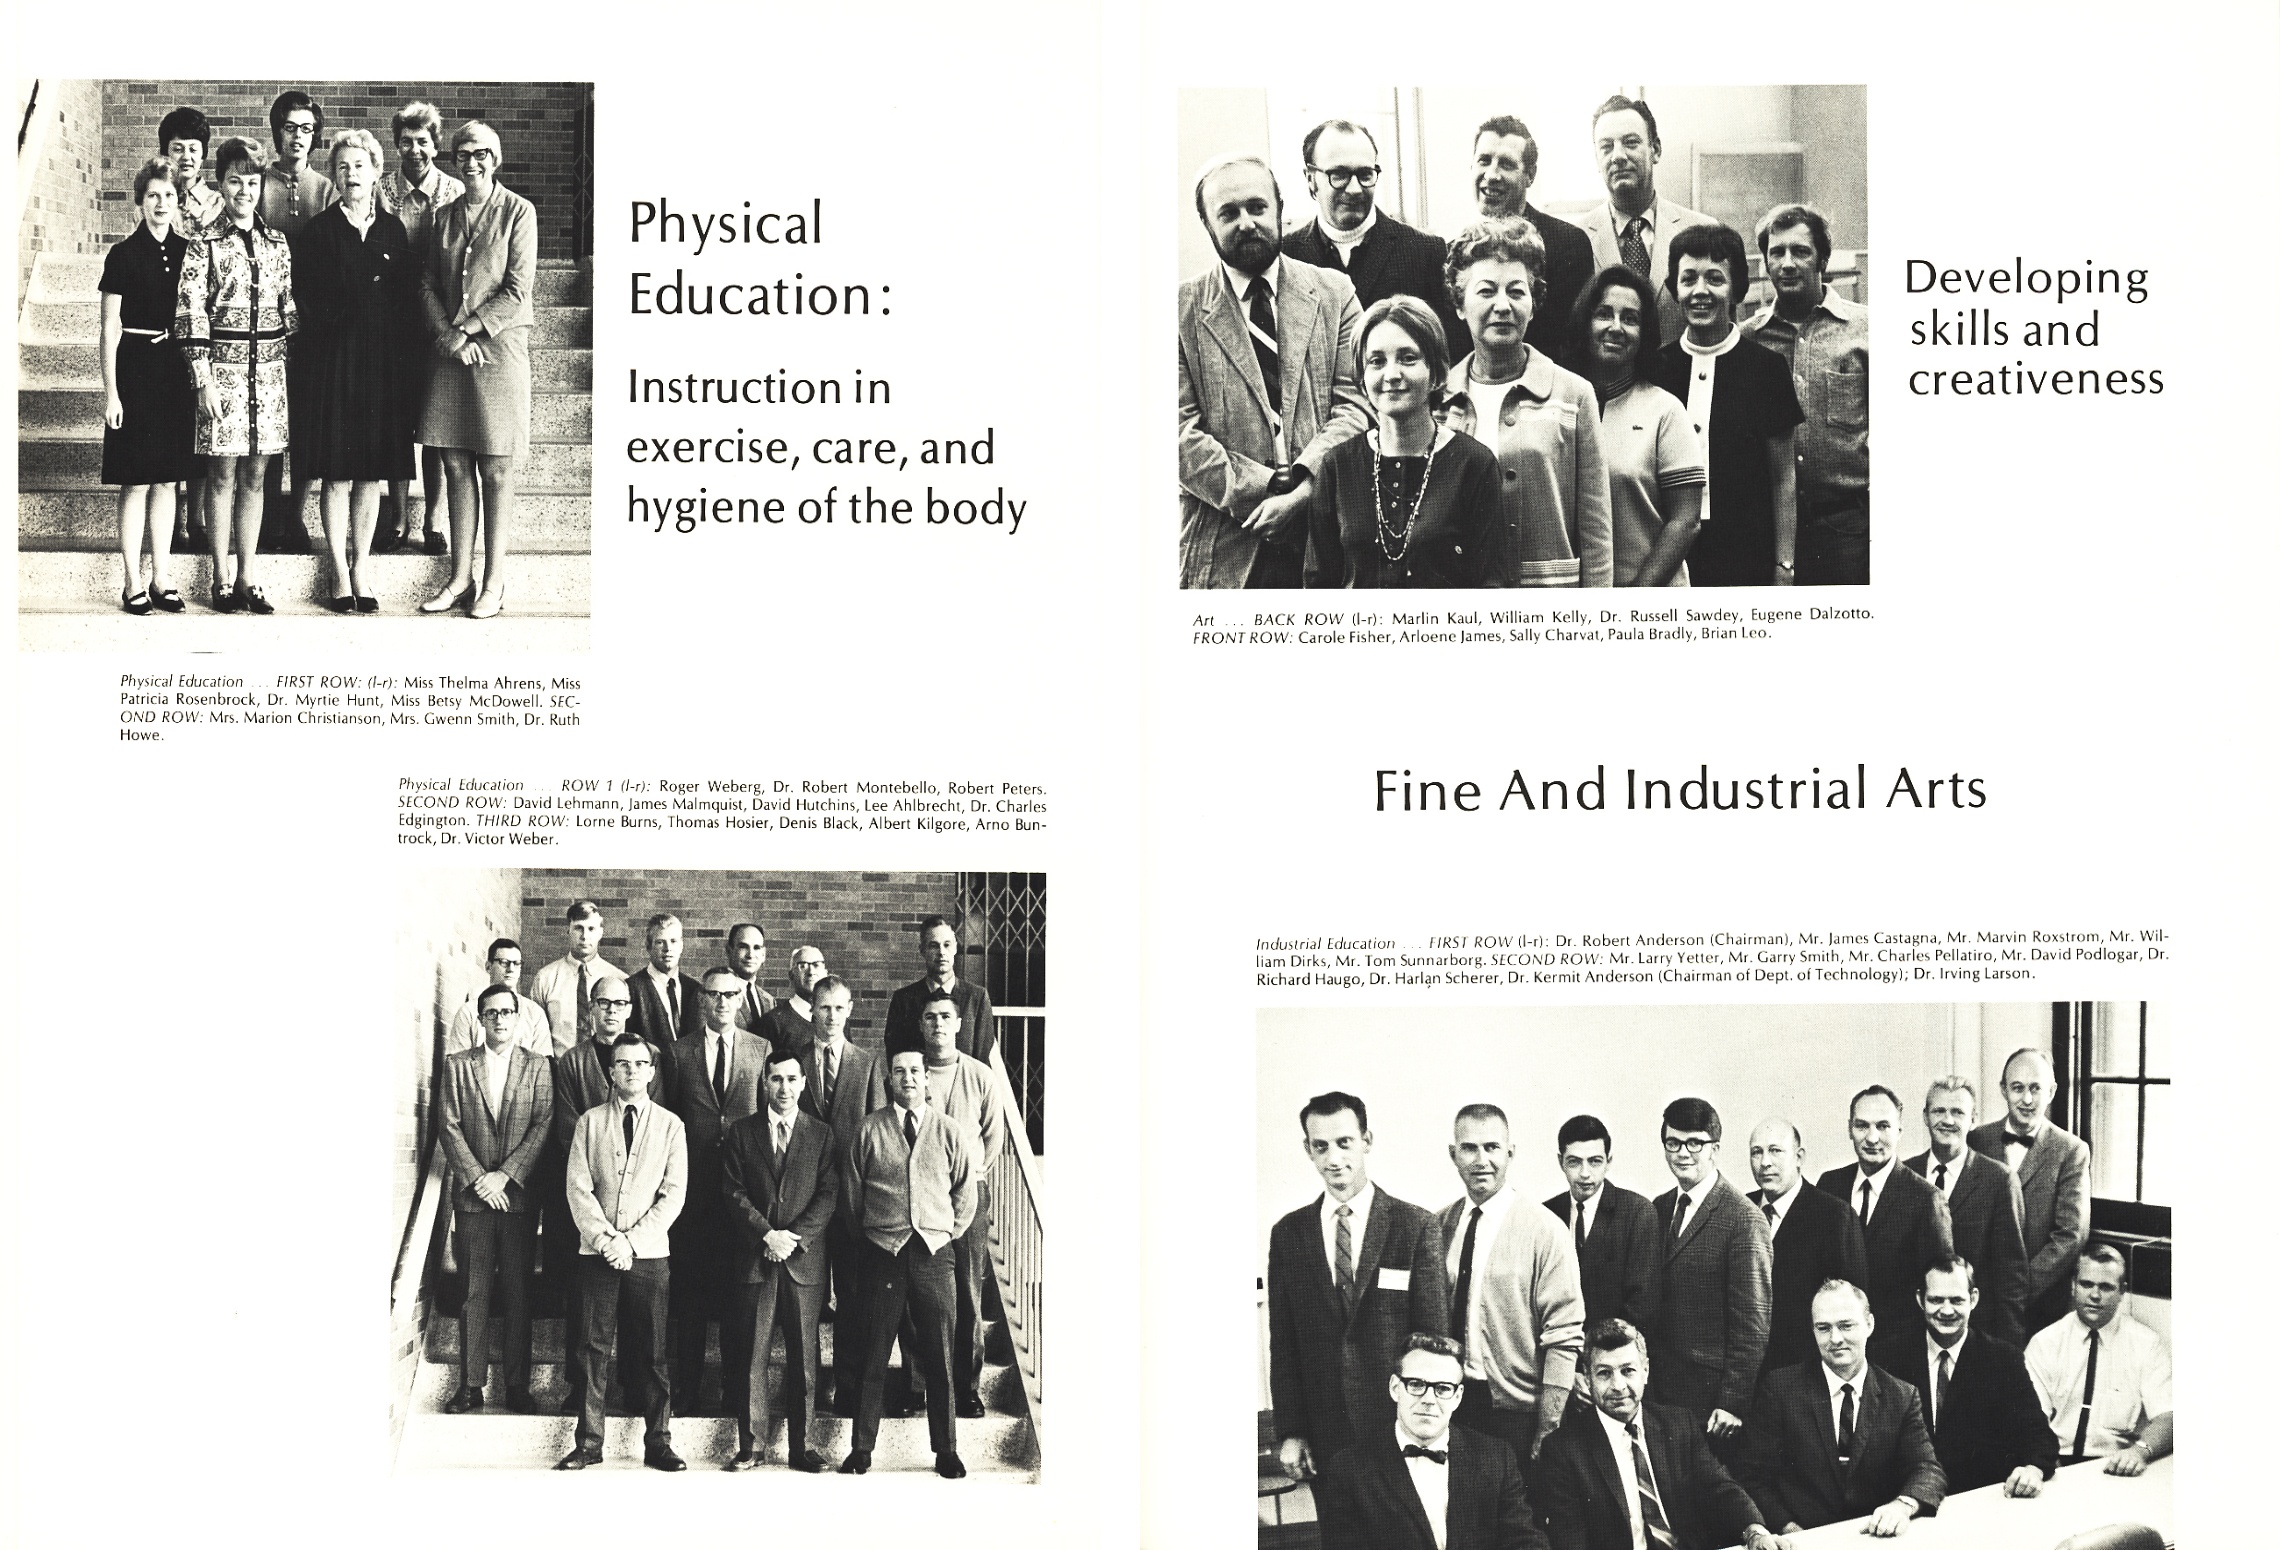 Physical
Education:
Instruction in
exercise, care, and
hygiene of the body
Physical Education ... FIRST ROW: (l-r): Miss Thelma Ahrens, Miss
Patricia Rosenbrock, Dr. Myrtie Hunt, Miss Betsy McDowell. SEC-
OND ROW: Mrs. Marion Christianson, Mrs. Gwenn Smith, Dr. Ruth
Howe.
Physical Education ... ROW 1 (l-r): Roger Weberg, Dr. Robert Montebello, Robert Peters.
SECOND ROW: David Lehmann, James Malmquist, David Hutchins, Lee Ahlbrecht, Dr. Charles
Edgington. THIRD ROW: Lorne Burns, Thomas Hosier, Denis Black, Albert Kilgore, Arno Bun-
trock, Dr. Victor Weber.
Developing
skills and
creativeness
Art ... BACK ROW (l-r): Marlin Kaul, William Kelly, Dr. Russell Sawdey, Eugene Dalzotto.
FRONT ROW: Carole Fisher, Arloene James, Sally Charvat, Paula Bradly, Brian Leo.
Fine And Industrial Arts
Industrial Education ... FIRST ROW (l-r): Dr. Robert Anderson (Chairman), Mr. James Castagna, Mr. Marvin Roxstrom, Mr. Wil-
liam Dirks, Mr. Tom Sunnarborg. SECOND ROW: Mr. Larry Yetter, Mr. Garry Smith, Mr. Charles Pellatiro, Mr. David Podlogar, Dr.
Richard Haugo, Dr. Harlan Scherer, Dr. Kermit Anderson (Chairman of Dept. of Technology); Dr. Irving Larson.